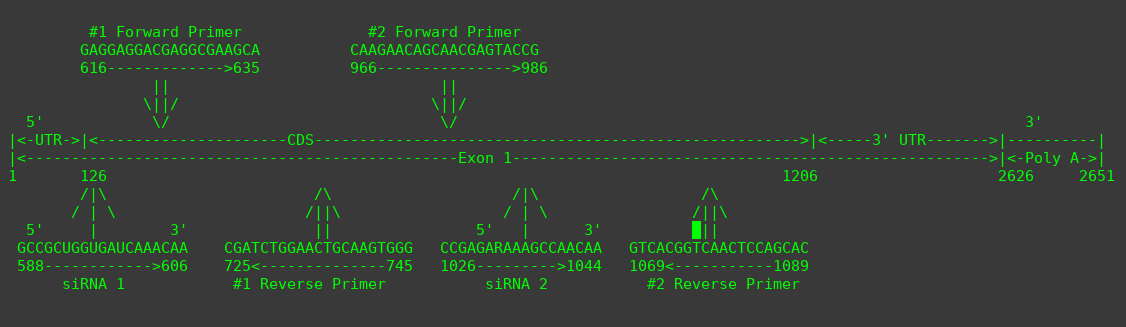 #1 Forward Primer #2 Forward Primer
GAGGAGGACGAGGCGAAGCA CAAGAACAGCAACGAGTACCG
616------------->635 966--------------->986
|| ||
\||/ \||/
5' \/ \/ 3'
|<-UTR->|<---------------------CDS------------------------------------------------------>|<-----3' UTR------->|----------|
|<------------------------------------------------Exon 1----------------------------------------------------->|<-Poly A->|
1 126 1206 2626 2651
/|\ /\ /|\ /\
/ | \ /||\ / | \ /||\
5' | 3' || 5' | 3' ||
GCCGCUGGUGAUCAAACAA CGATCTGGAACTGCAAGTGGG CCGAGARAAAGCCAACAA GTCACGGTCAACTCCAGCAC
588------------>606 725<--------------745 1026--------->1044 1069<-----------1089
siRNA 1 #1 Reverse Primer siRNA 2 #2 Reverse Primer